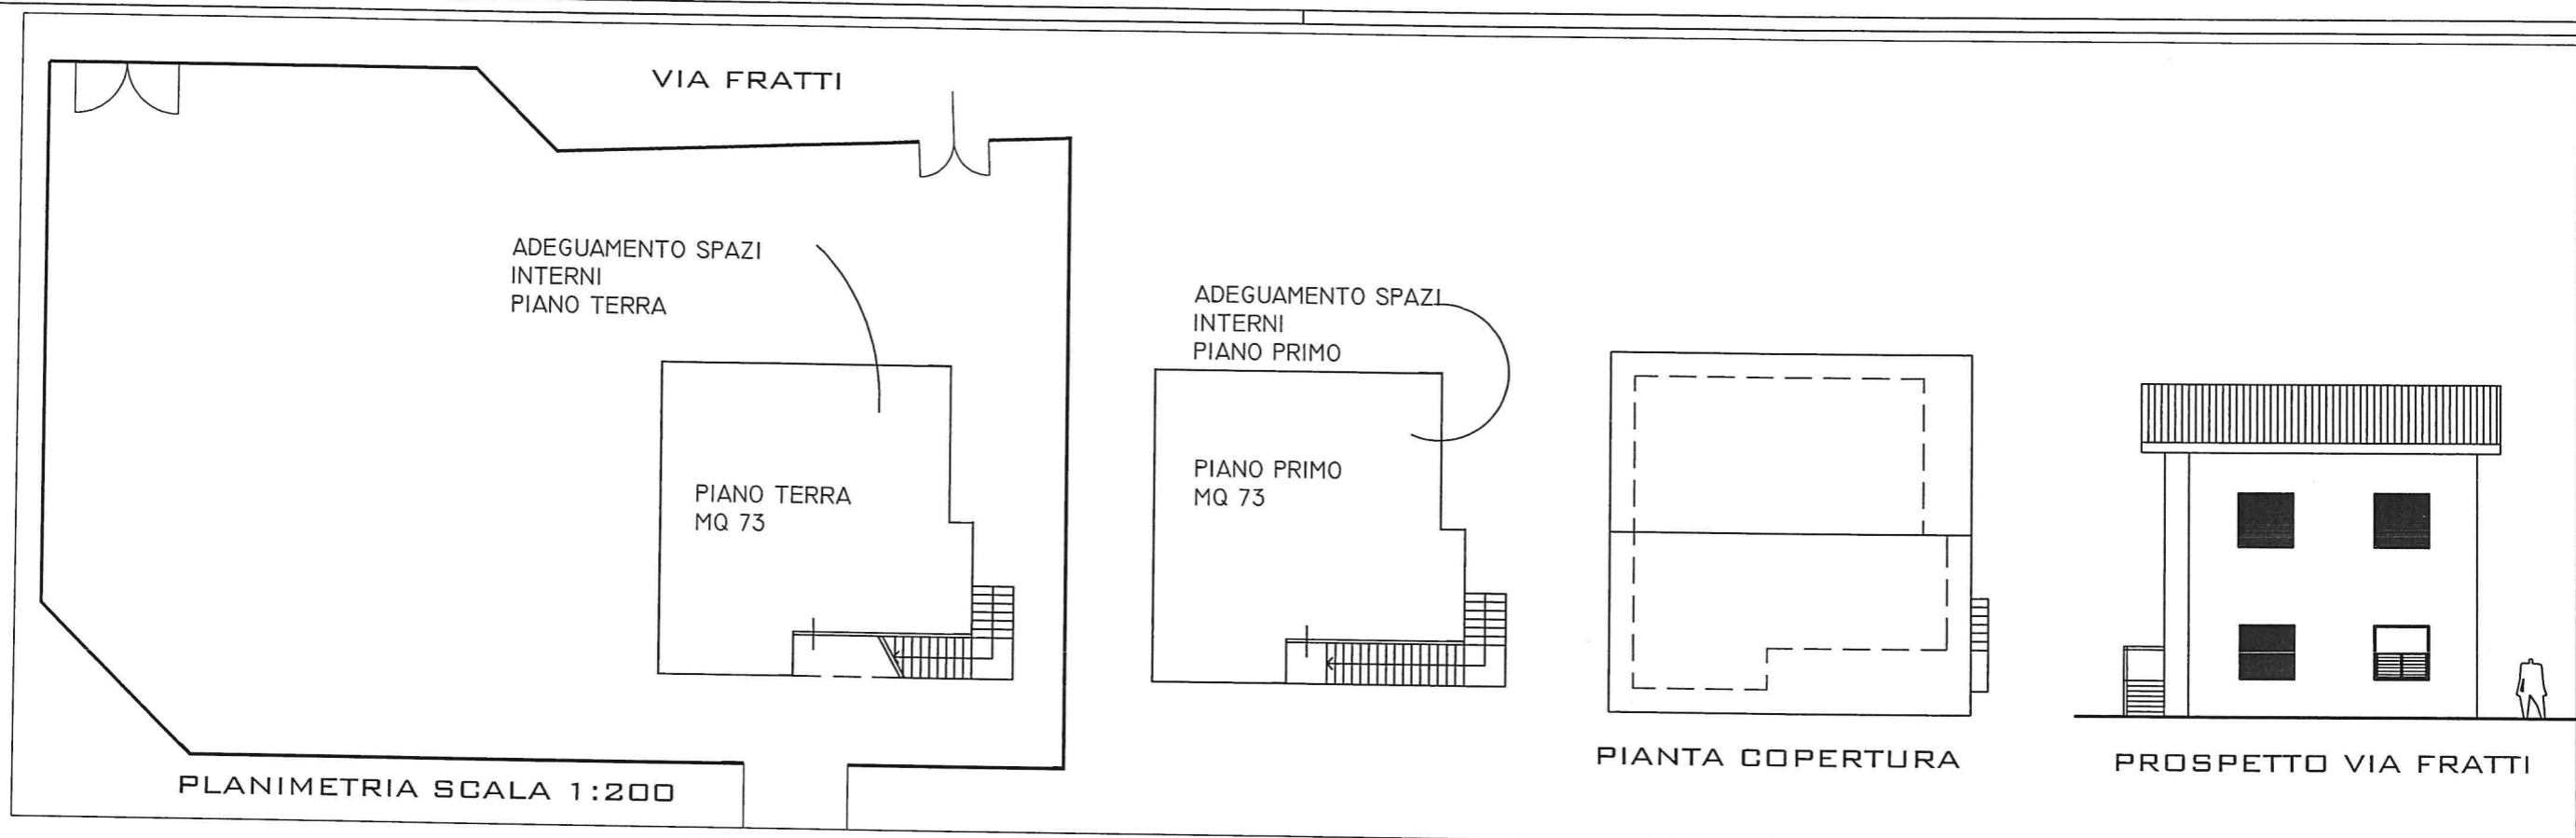 VIA FRATTI
ADEGUAMENTO SPAZI
INTERNI
PIANO TERRA
PIANO TERRA
MQ 73
PLANIMETRIA SCALA 1:200
ADEGUAMENTO SPAZI
INTERNI
PIANO PRIMO
PIANO PRIMO
MQ 73
PIANTA COPERTURA
PROSPETTO VIA FRATTI